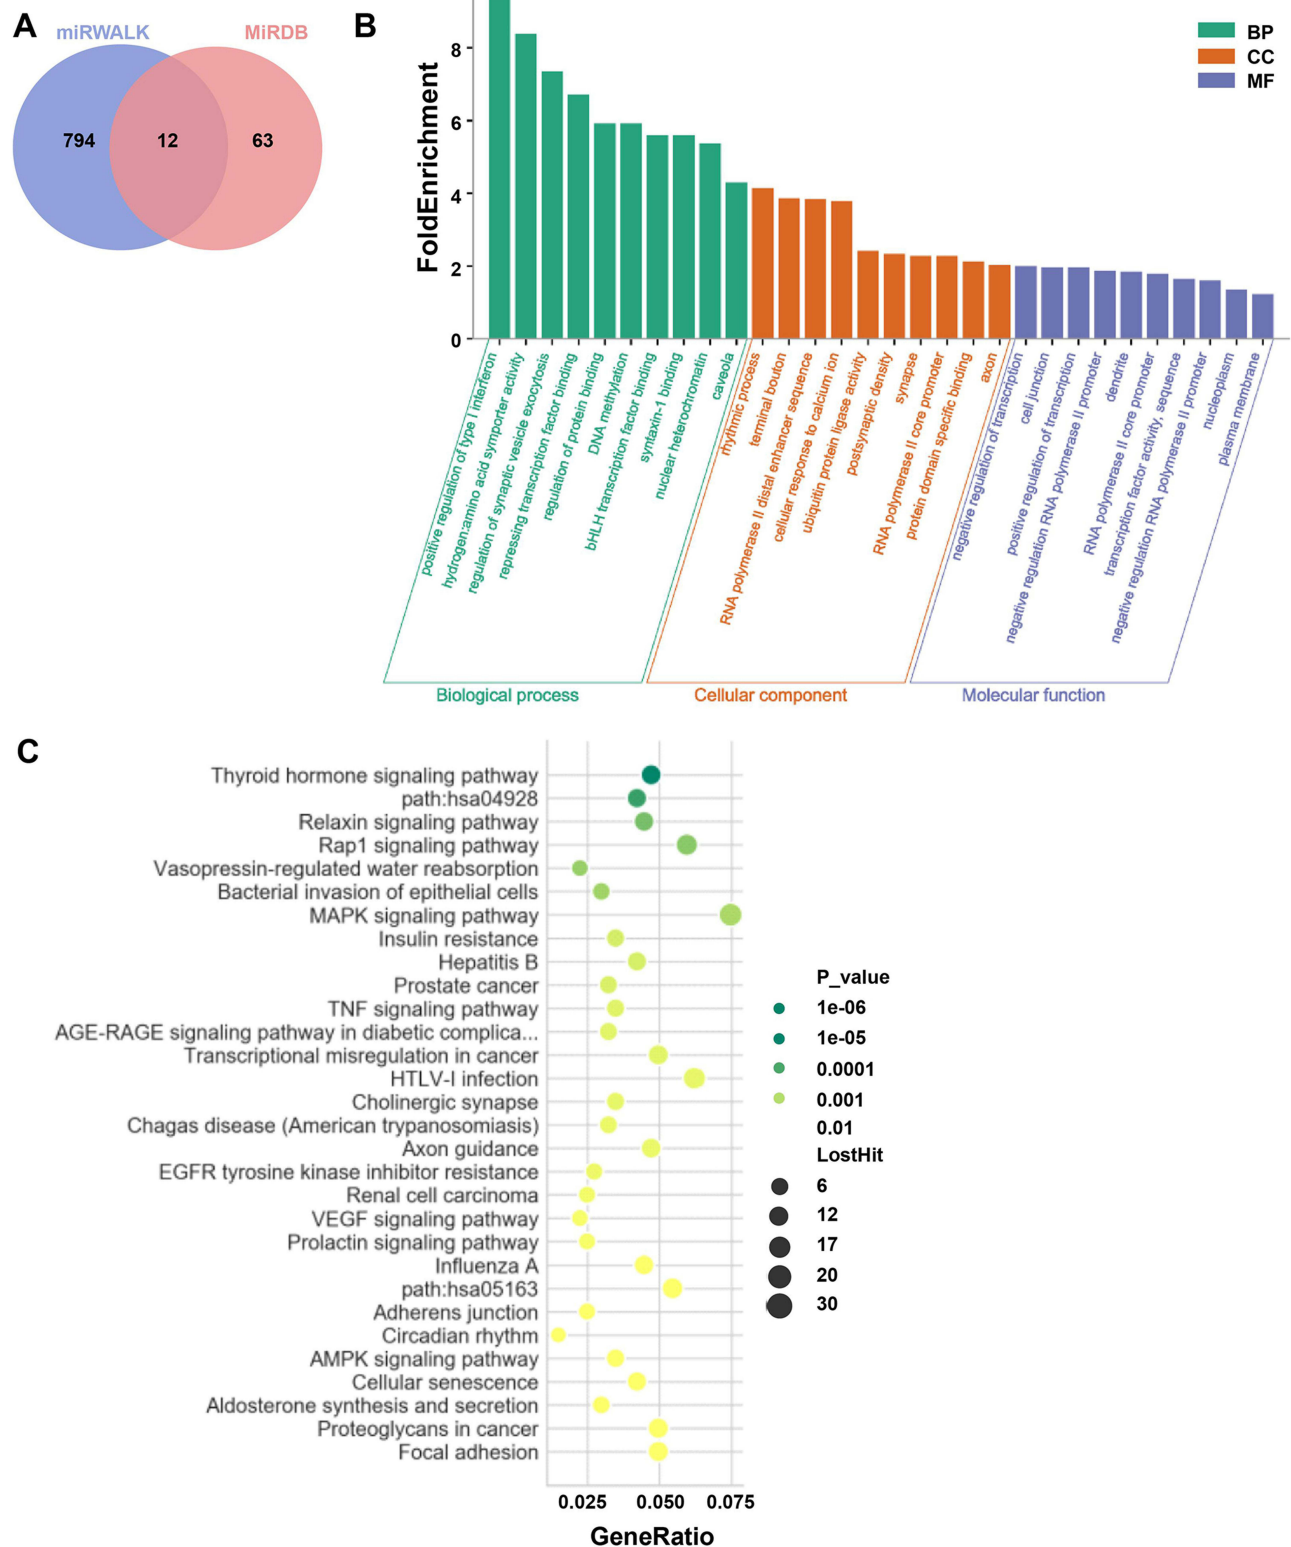 A
miRWALK
MiRDB
794
12
63
B
FoldEnrichment
8
6
4
2
0
BP
CC
MF
positive regulation of type I interferon
hydrogen:amino acid symporter activity
regulation of synaptic vesicle exocytosis
repressing transcription factor binding
regulation of protein binding
DNA methylation
bHLH transcription factor binding
syntaxin-1 binding
nuclear heterochromatin
caveola
rhythmic process
terminal bouton
RNA polymerase II distal enhancer sequence
cellular response to calcium ion
ubiquitin protein ligase activity
postsynaptic density
synapse
RNA polymerase II core promoter
protein domain specific binding
axon
negative regulation of transcription
cell junction
positive regulation of transcription
negative regulation RNA polymerase II promoter
dendrite
RNA polymerase II core promoter
transcription factor activity, sequence
negative regulation RNA polymerase II promoter
nucleoplasm
plasma membrane
Biological process
Cellular component
Molecular function
C
Thyroid hormone signaling pathway
path:hsa04928
Relaxin signaling pathway
Rap1 signaling pathway
Vasopressin-regulated water reabsorption
Bacterial invasion of epithelial cells
MAPK signaling pathway
Insulin resistance
Hepatitis B
Prostate cancer
TNF signaling pathway
AGE-RAGE signaling pathway in diabetic complica...
Transcriptional misregulation in cancer
HTLV-I infection
Cholinergic synapse
Chagas disease (American trypanosomiasis)
Axon guidance
EGFR tyrosine kinase inhibitor resistance
Renal cell carcinoma
VEGF signaling pathway
Prolactin signaling pathway
Influenza A
path:hsa05163
Adherens junction
Circadian rhythm
AMPK signaling pathway
Cellular senescence
Aldosterone synthesis and secretion
Proteoglycans in cancer
Focal adhesion
0.025
0.050
0.075
GeneRatio
P_value
1e-06
1e-05
0.0001
0.001
0.01
LostHit
6
12
17
20
30